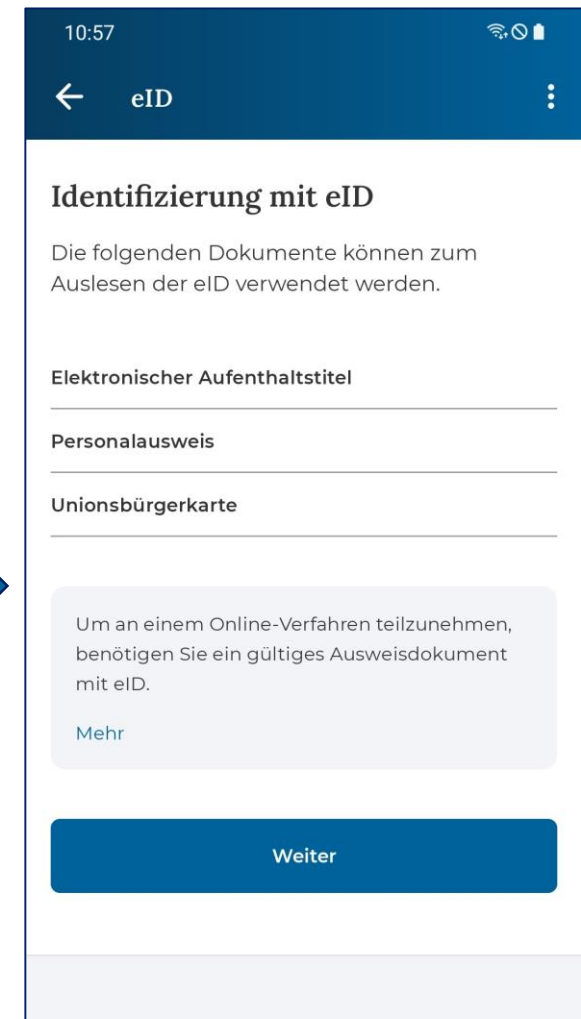 10:57
eID
Identifizierung mit eID
Die folgenden Dokumente können zum
Auslesen der eID verwendet werden.
Elektronischer Aufenthaltstitel
Personalausweis
Unionsbürgerkarte
Um an einem Online-Verfahren teilzunehmen,
benötigen Sie ein gültiges Ausweisdokument
mit eID.
Mehr
Weiter